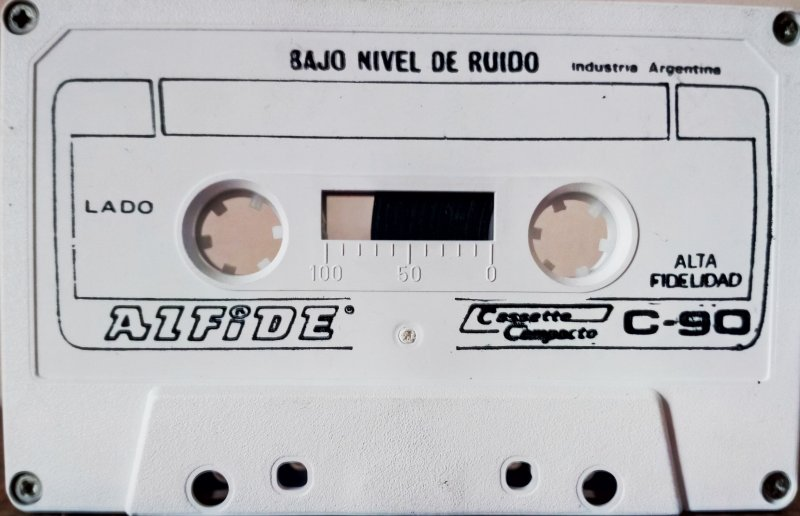 BAJO NIVEL DE RUIDO Industria Argentina
LADO
100 50 0
ALTA
FIDELIDAD
ALFiDE®
Cassette
Compacto
C-90